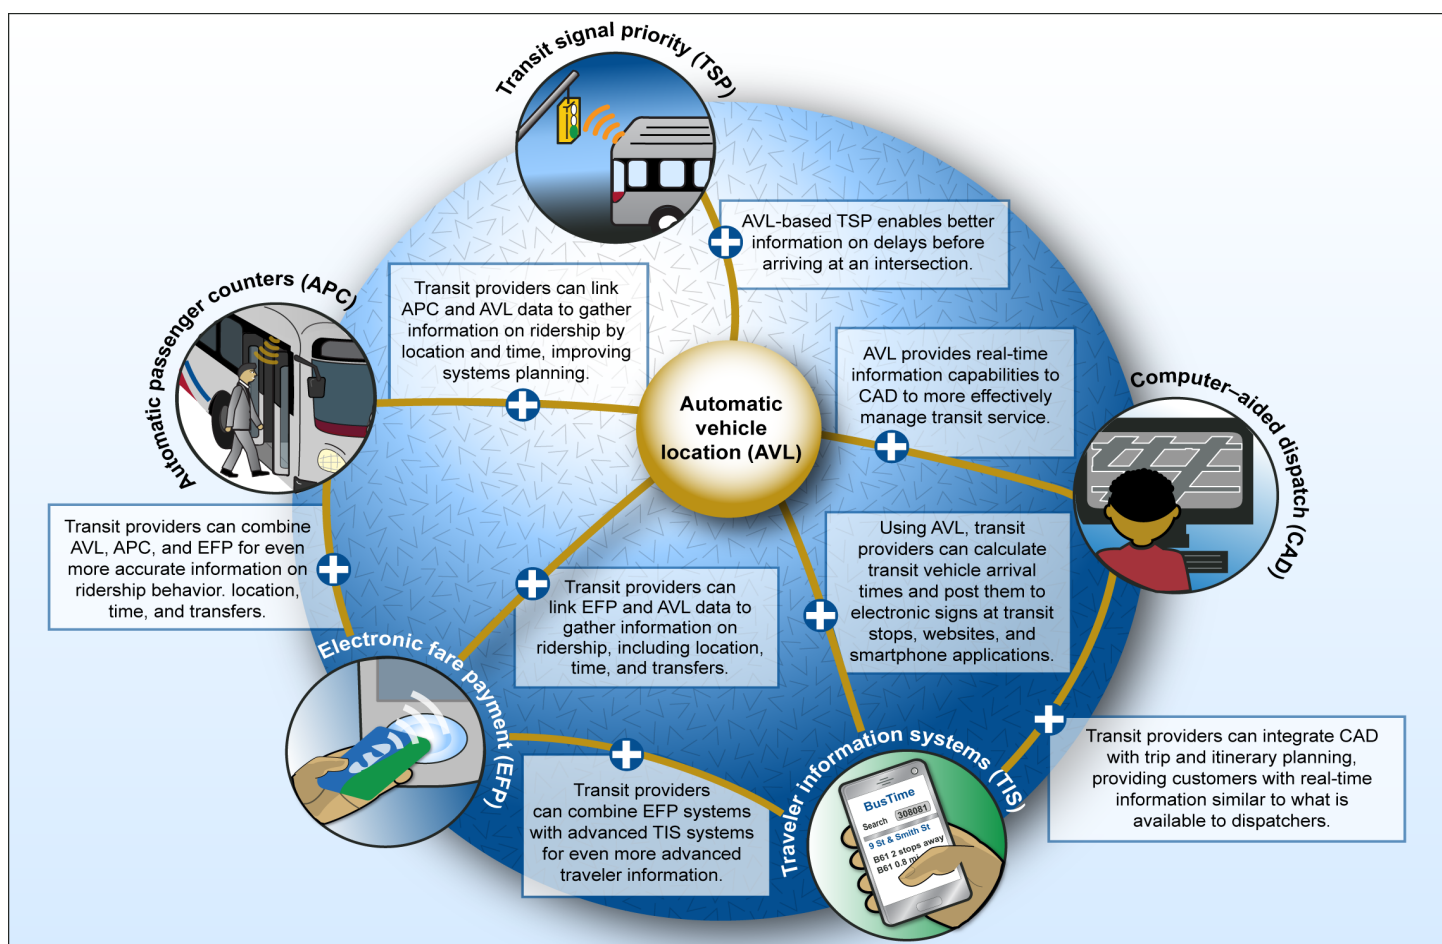 Transit signal priority (TSP)
AVL-based TSP enables better
information on delays before
arriving at an intersection.
Automatic passenger counters (APC)
Transit providers can link
APC and AVL data to gather
information on ridership by
location and time, improving
systems planning.
Automatic
vehicle
location (AVL)
AVL provides real-time
information capabilities to
CAD to more effectively
manage transit service.
Computer–aided dispatch (CAD)
Transit providers can combine
AVL, APC, and EFP for even
more accurate information on
ridership behavior. location,
time, and transfers.
Transit providers can
link EFP and AVL data to
gather information on
ridership, including location,
time, and transfers.
Using AVL, transit
providers can calculate
transit vehicle arrival
times and post them to
electronic signs at transit
stops, websites, and
smartphone applications.
Electronic fare payment (EFP)
Transit providers
can combine EFP systems
with advanced TIS systems
for even more advanced
traveler information.
Traveler information systems (TIS)
BusTime
Search 308081
9 St & Smith St
B61 2 stops away
B61 0.8 mi
Transit providers can integrate CAD
with trip and itinerary planning,
providing customers with real-time
information similar to what is
available to dispatchers.